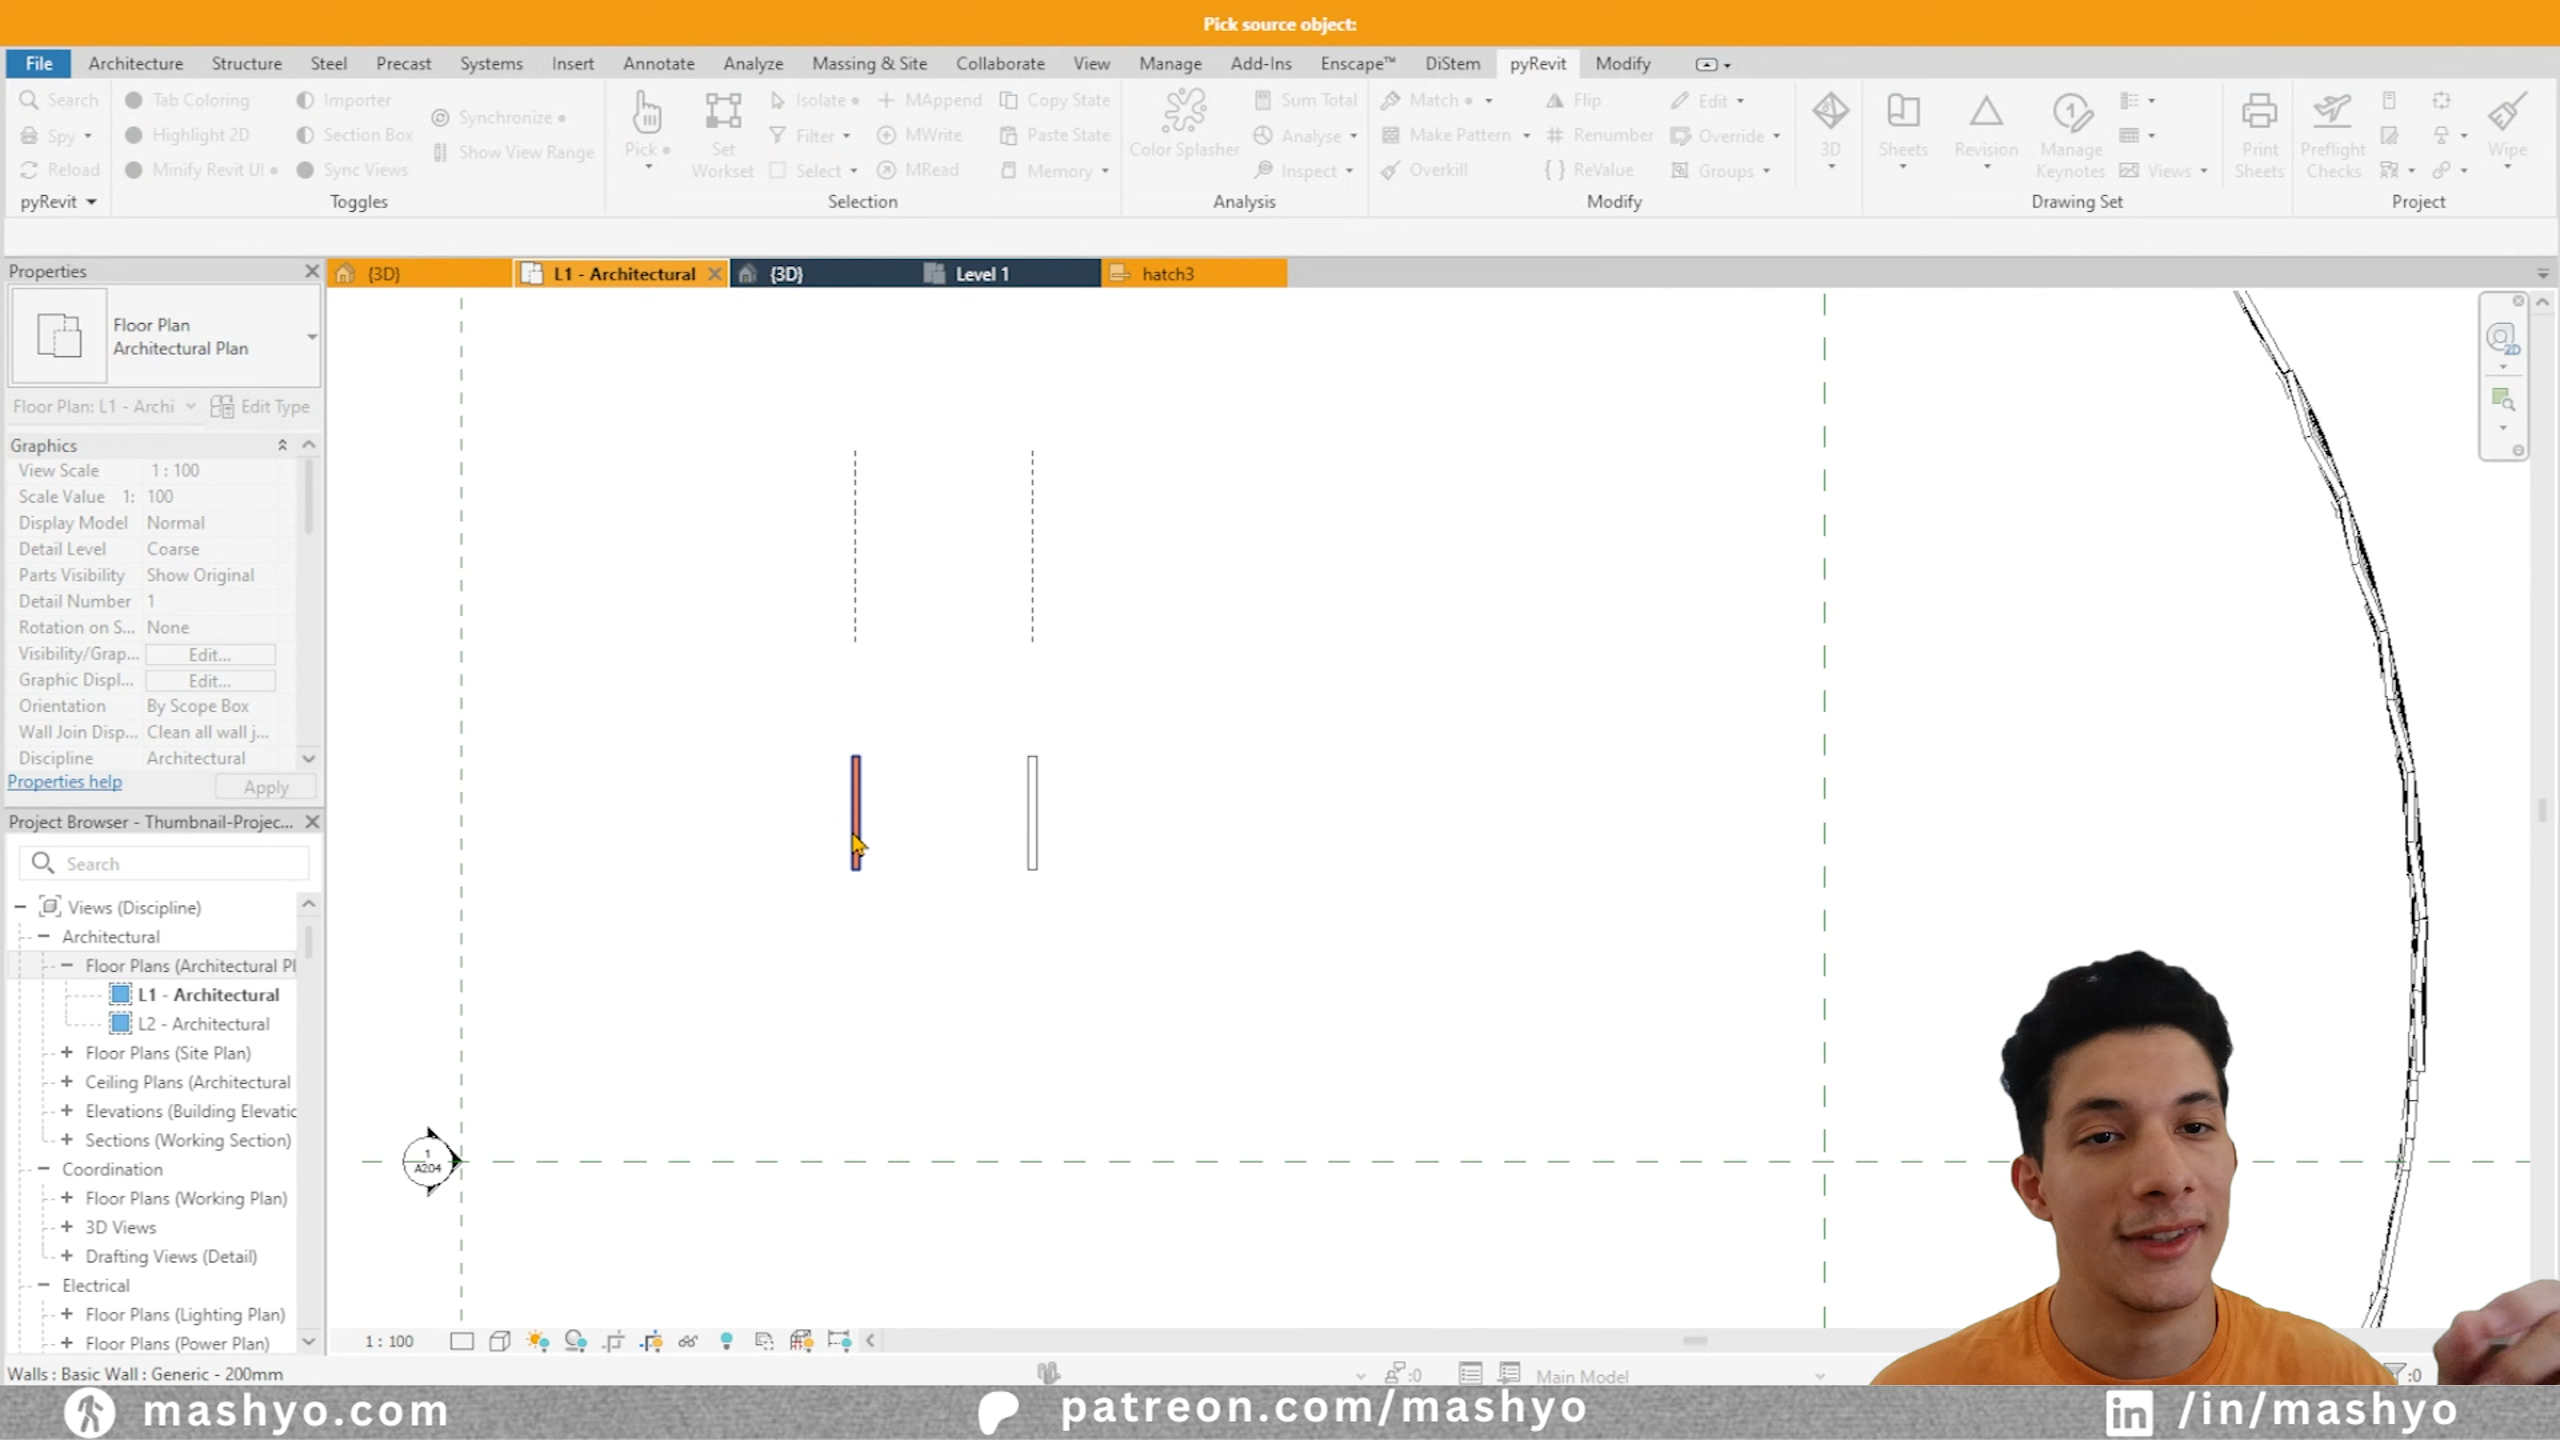 Pick source object:
File Architecture Structure Steel Precast Systems Insert Annotate Analyze Massing & Site Collaborate View Manage Add-Ins Enscape™ DiStem pyRevit Modify
Search Tab Coloring Importer Synchronize Isolate MAppend Copy State Sum Total Match Flip Edit
Spy Highlight 2D Section Box Show View Range Filter MWrite Paste State Analyse Make Pattern Renumber Override
Reload Minify Revit UI Sync Views Select MRead Memory Inspect Overkill ReValue Groups Views
Pick Set Workset Color Splasher 3D Sheets Revision Manage Keynotes Print Sheets Preflight Checks Wipe
pyRevit Toggles Selection Analysis Modify Drawing Set Project
Properties
{3D} L1 - Architectural {3D} Level 1 hatch3
Floor Plan
Architectural Plan
Floor Plan: L1 - Archi Edit Type
Graphics
View Scale 1 : 100
Scale Value 1: 100
Display Model Normal
Detail Level Coarse
Parts Visibility Show Original
Detail Number 1
Rotation on S... None
Visibility/Grap... Edit...
Graphic Displ... Edit...
Orientation By Scope Box
Wall Join Disp... Clean all wall j...
Discipline Architectural
Properties help Apply
Project Browser - Thumbnail-Projec...
Search
Views (Discipline)
Architectural
Floor Plans (Architectural Pl
L1 - Architectural
L2 - Architectural
Floor Plans (Site Plan)
Ceiling Plans (Architectural
Elevations (Building Elevatic
Sections (Working Section)
Coordination
Floor Plans (Working Plan)
3D Views
Drafting Views (Detail)
Electrical
Floor Plans (Lighting Plan)
Floor Plans (Power Plan)
2D
1
A204
1 : 100
Walls : Basic Wall : Generic - 200mm :0 Main Model :0
mashyo.com patreon.com/mashyo in /in/mashyo